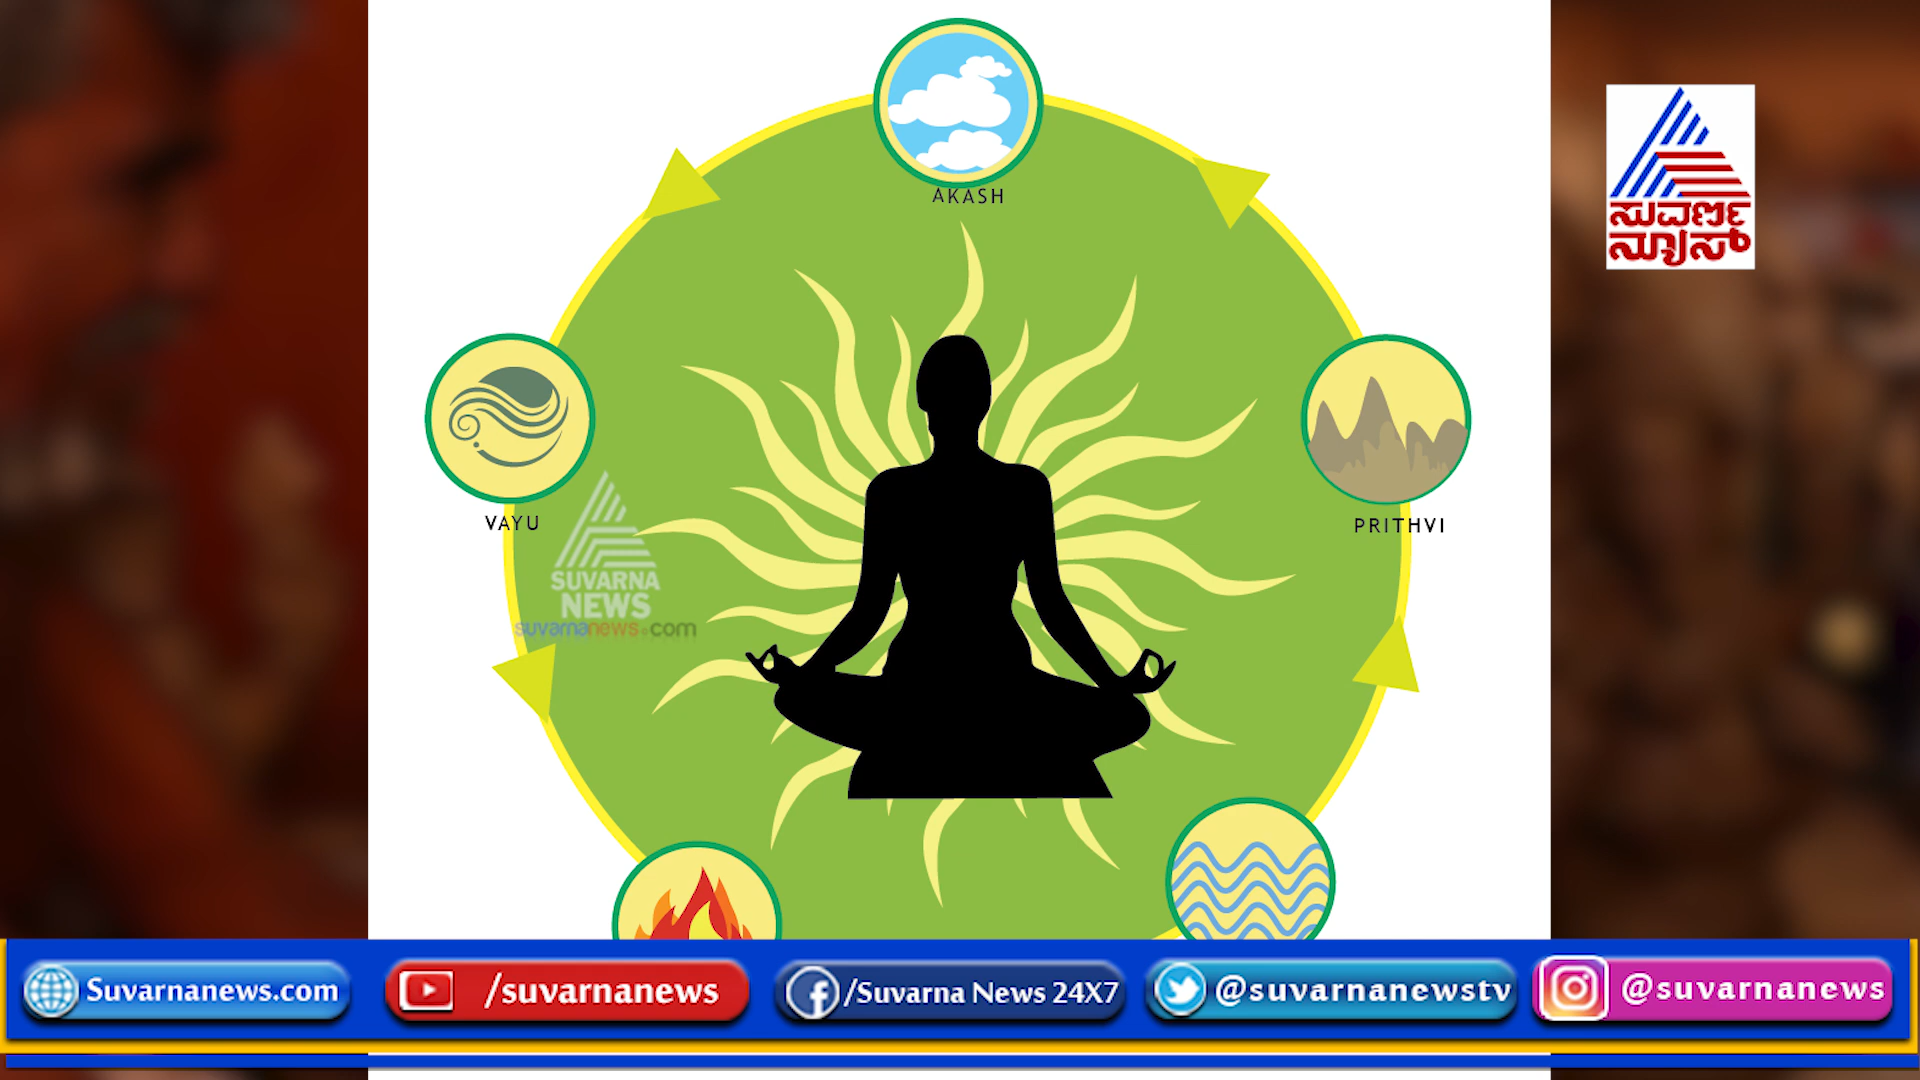 AKASH
ಸುವರ್ಣ
ನ್ಯೂಸ್
VAYU
PRITHVI
SUVARNA
NEWS
suvarnanews.com
Suvarnanews.com
/suvarnanews
/Suvarna News 24X7
@suvarnanewstv
@suvarnanews